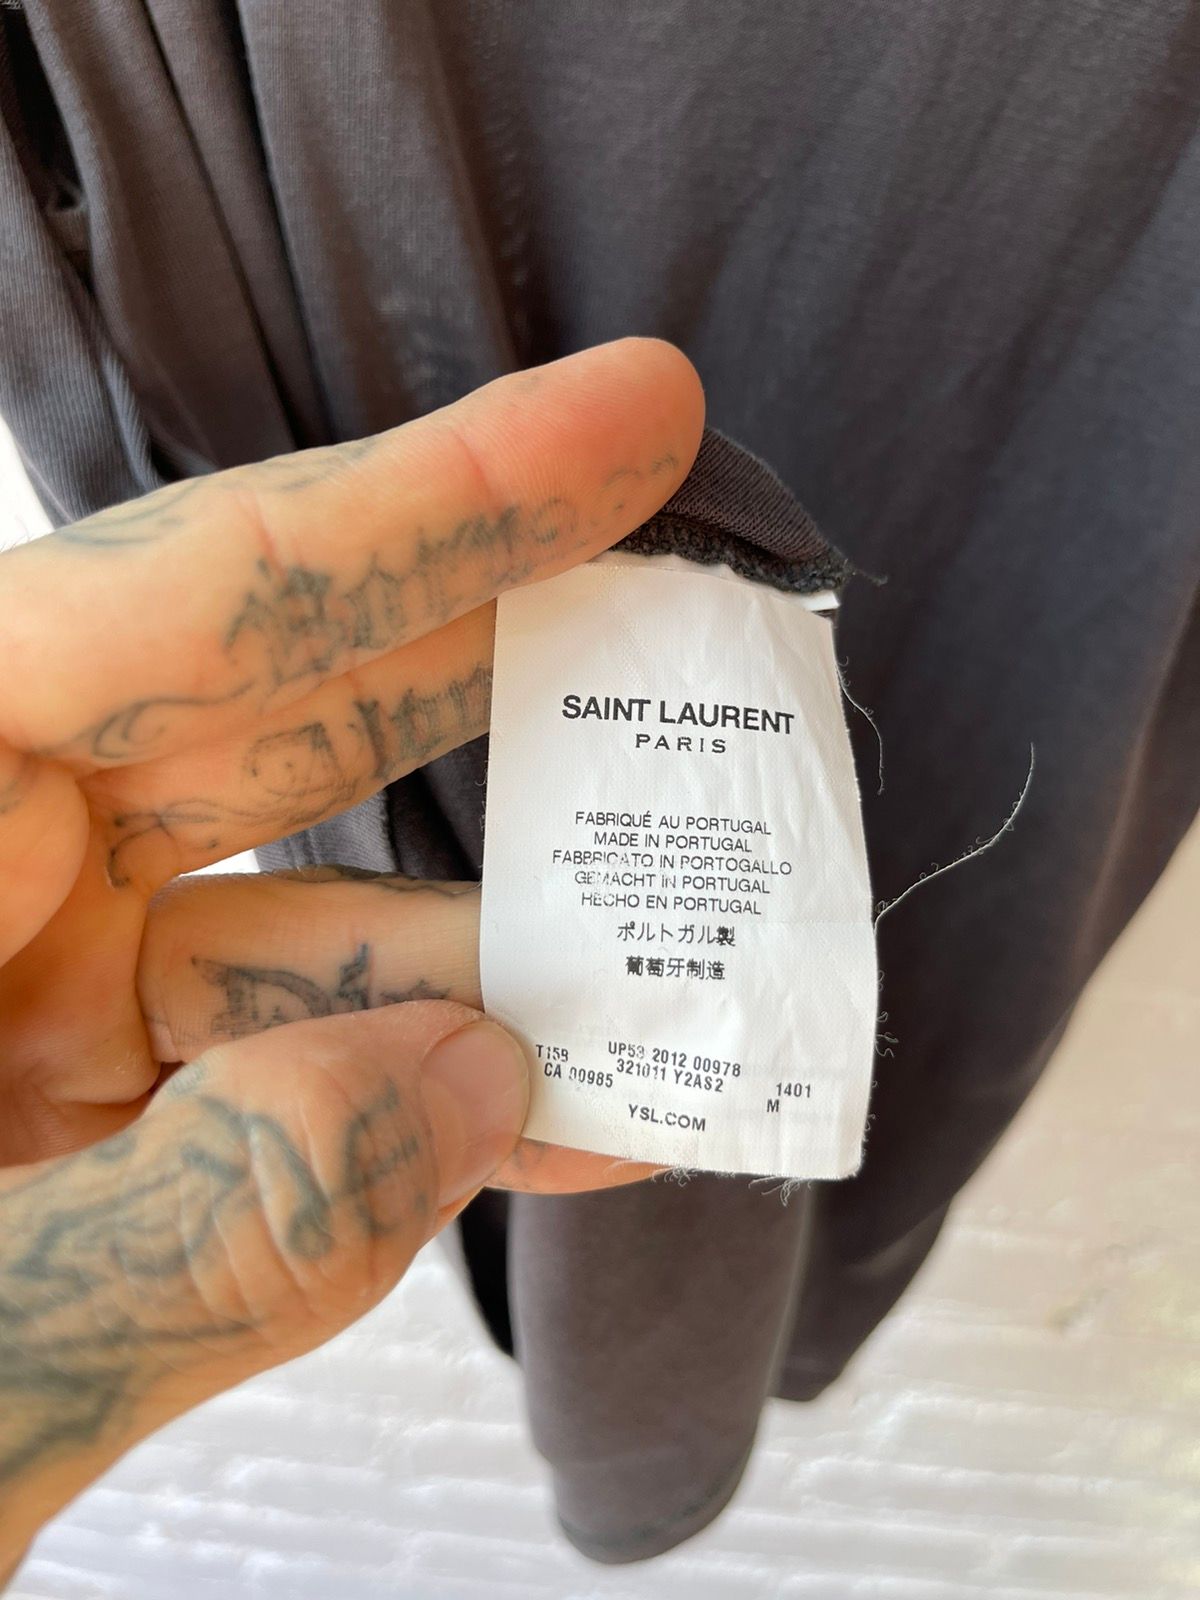 SAINT LAURENT
PARIS
FABRIQUÉ AU PORTUGAL
MADE IN PORTUGAL
FABBRICATO IN PORTOGALLO
GEMACHT IN PORTUGAL
HECHO EN PORTUGAL
ポルトガル製
葡萄牙制造
T15B UP53 2012 00978
CA 00985 321011 Y2AS2 1401
M
YSL.COM